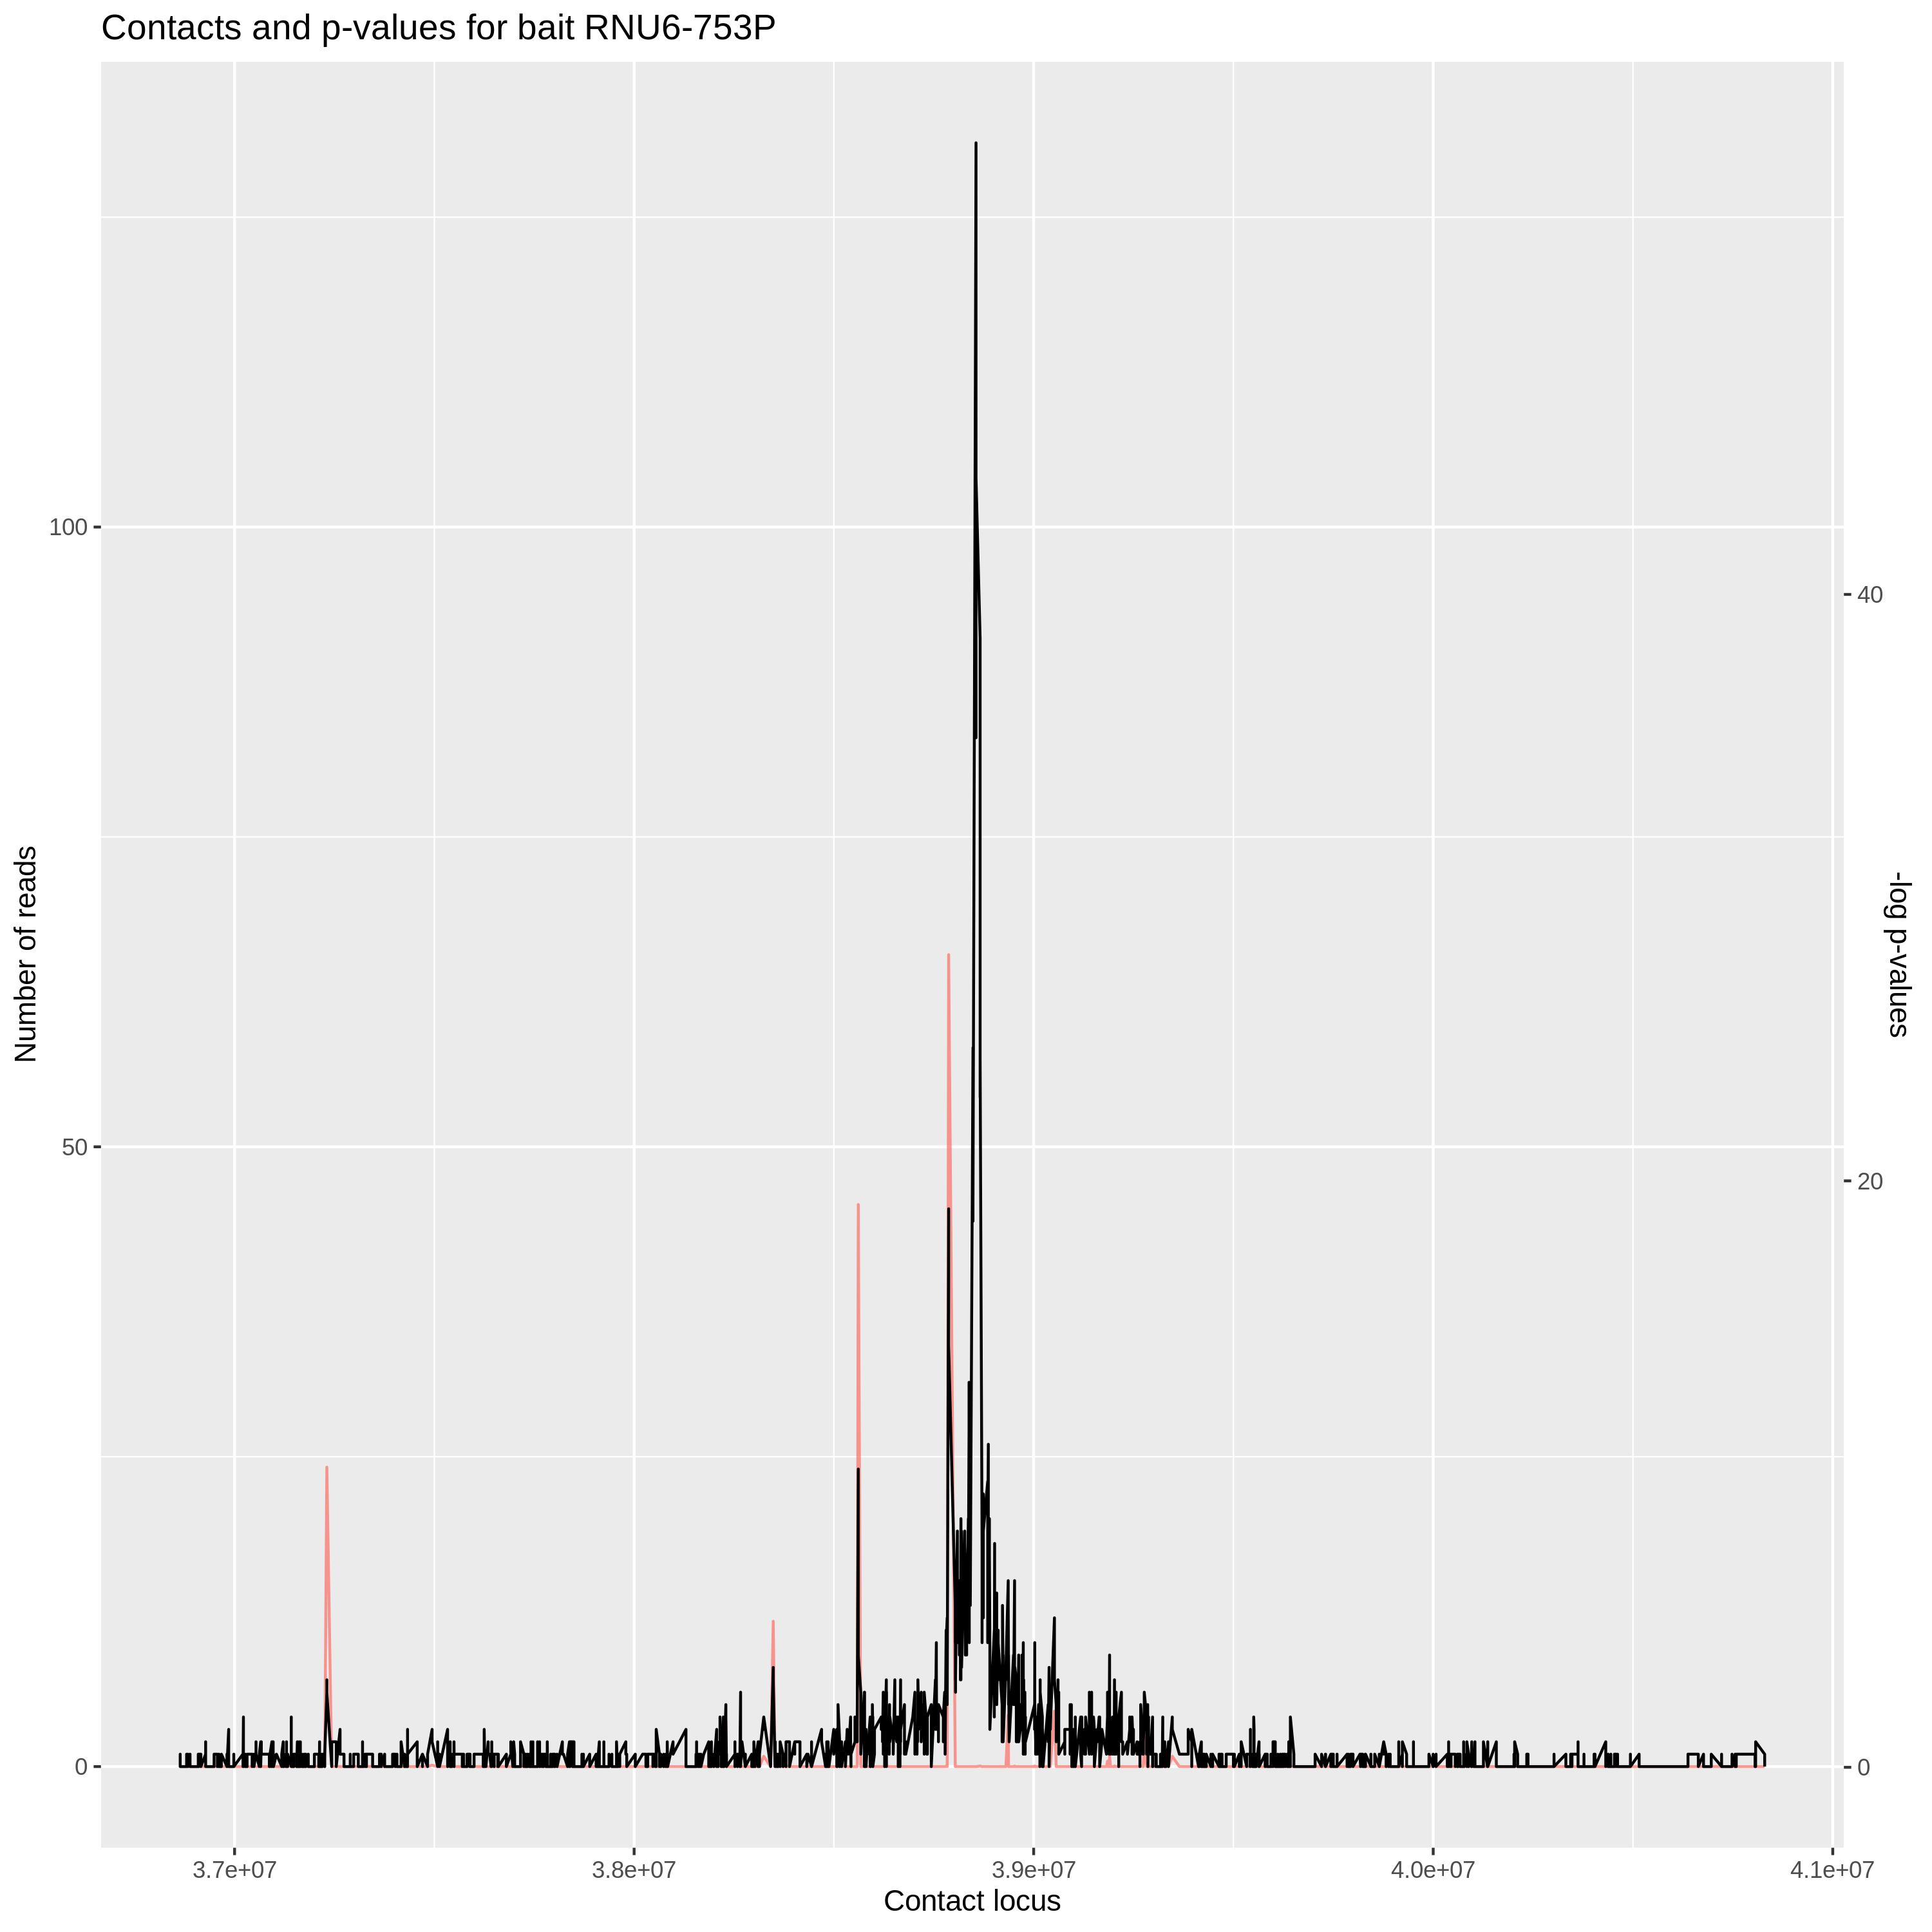 Contacts and p-values for bait RNU6-753P
Number of reads
100
50
0
40
20
0
-log p-values
3.7e+07
3.8e+07
3.9e+07
4.0e+07
4.1e+07
Contact locus